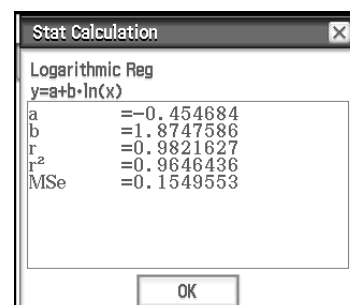 Stat Calculation
Logarithmic Reg
y=a+b·ln(x)
a =-0.454684
b =1.8747586
r =0.9821627
r² =0.9646436
MSe =0.1549553
OK